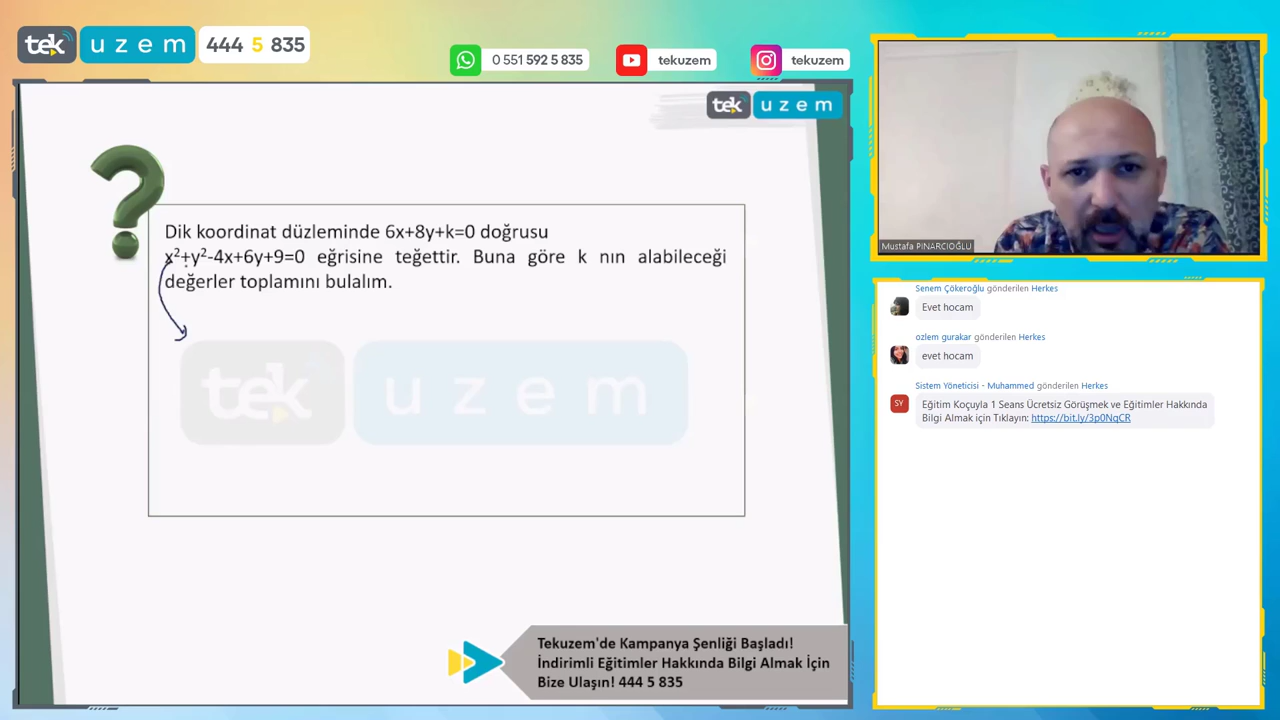 tek uzem 444 5 835
0 551 592 5 835
tekuzem
tekuzem
tek uzem
Dik koordinat düzleminde 6x+8y+k=0 doğrusu
x²+y²-4x+6y+9=0 eğrisine teğettir. Buna göre k nın alabileceği
değerler toplamını bulalım.
tek uzem
Tekuzem'de Kampanya Şenliği Başladı!
İndirimli Eğitimler Hakkında Bilgi Almak İçin
Bize Ulaşın! 444 5 835
Mustafa PINARCIOĞLU
Senem Çökeroğlu gönderilen Herkes
Evet hocam
ozlem gurakar gönderilen Herkes
evet hocam
Sistem Yöneticisi - Muhammed gönderilen Herkes
SY
Eğitim Koçuyla 1 Seans Ücretsiz Görüşmek ve Eğitimler Hakkında
Bilgi Almak için Tıklayın: https://bit.ly/3p0NqCR